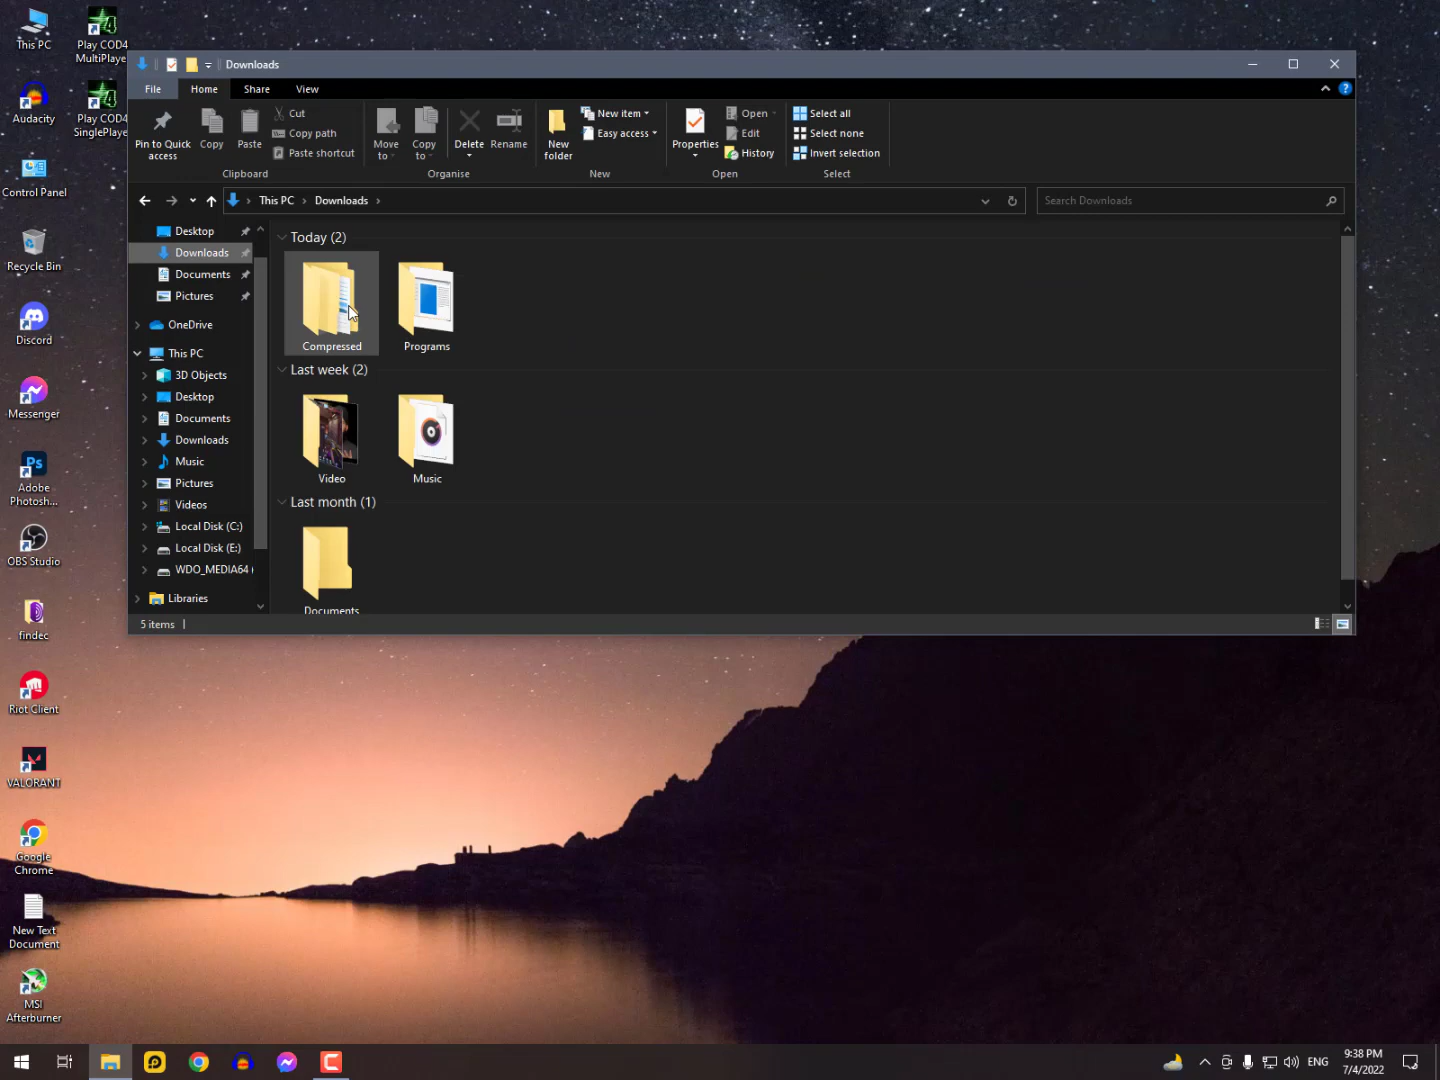 This PC
Play COD4
MultiPlaye
Audacity
Play COD4
SinglePlaye
Control Panel
Recycle Bin
Discord
Messenger
Adobe
Photosh...
OBS Studio
findec
Riot Client
VALORANT
Google
Chrome
New Text
Document
MSI
Afterburner
Downloads
File
Home
Share
View
Pin to Quick
access
Copy
Paste
Cut
Copy path
Paste shortcut
Clipboard
Move
to
Copy
to
Delete
Rename
Organise
New
folder
New item
Easy access
New
Properties
Open
Edit
History
Open
Select all
Select none
Invert selection
Select
This PC
Downloads
Search Downloads
Desktop
Downloads
Documents
Pictures
OneDrive
This PC
3D Objects
Desktop
Documents
Downloads
Music
Pictures
Videos
Local Disk (C:)
Local Disk (E:)
WDO_MEDIA64 (
Libraries
Today (2)
Compressed
Programs
Last week (2)
Video
Music
Last month (1)
Documents
5 items
Ps
ENG
9:38 PM
7/4/2022